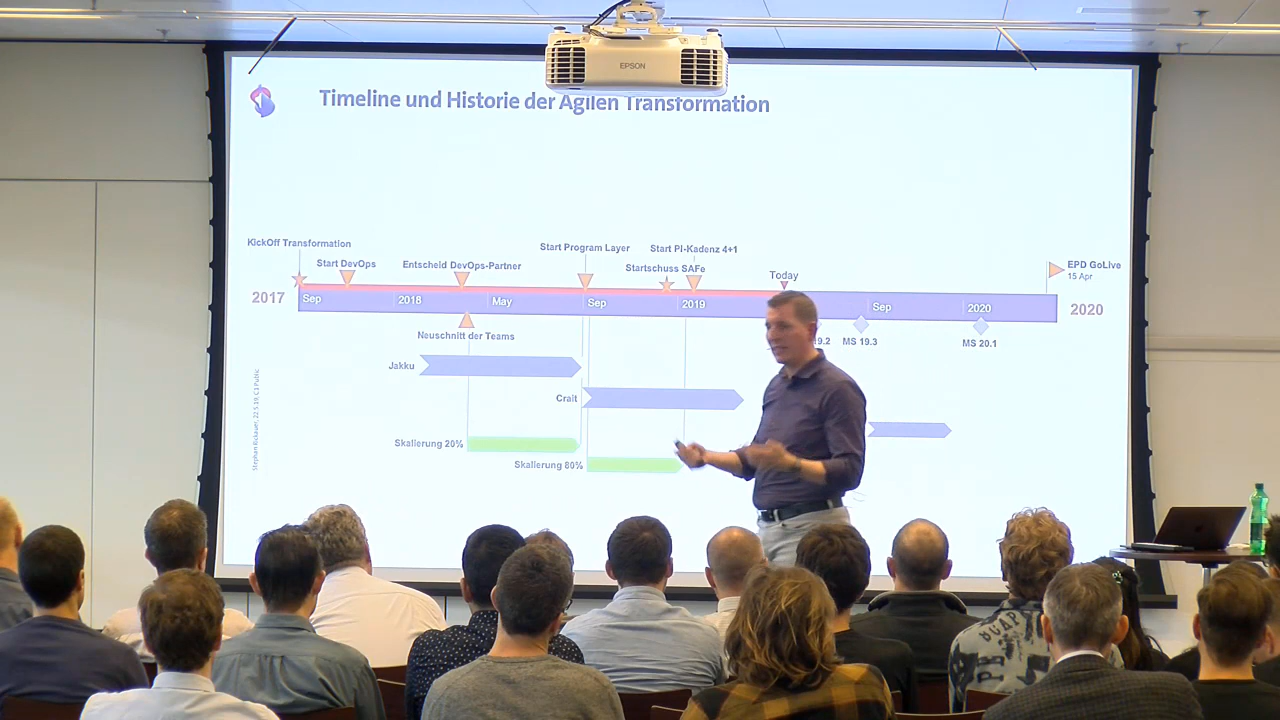 EPSON
Timeline und Historie der Agilen Transformation
KickOff Transformation
Start Program Layer
Start PI-Kadenz 4+1
Start DevOps
Entscheid DevOps-Partner
Startschuss SAFe
Today
EPD GoLive
15 Apr
2017
Sep
2018
May
Sep
2019
Sep
2020
2020
Neuschnitt der Teams
19.2
MS 19.3
MS 20.1
Jakku
Crait
Skalierung 20%
Skalierung 80%